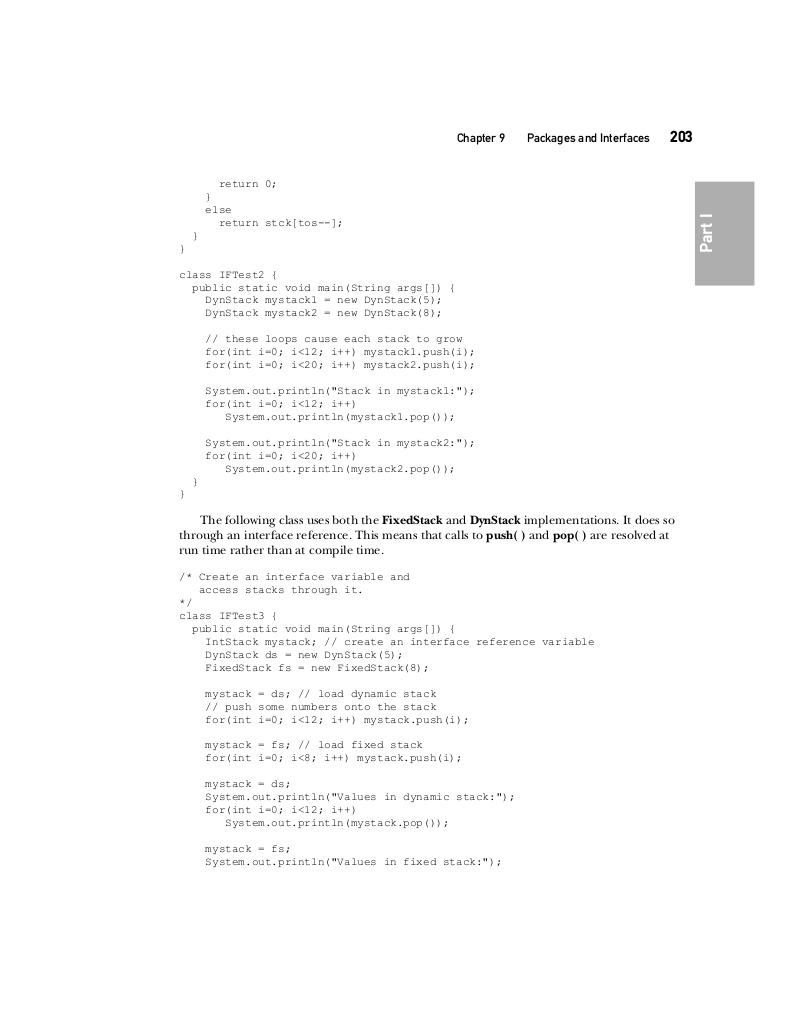 Chapter 9 Packages and Interfaces 203
Part I
return 0;
}
else
return stck[tos--];
}
}
class IFTest2 {
public static void main(String args[]) {
DynStack mystack1 = new DynStack(5);
DynStack mystack2 = new DynStack(8);
// these loops cause each stack to grow
for(int i=0; i<12; i++) mystack1.push(i);
for(int i=0; i<20; i++) mystack2.push(i);
System.out.println("Stack in mystack1:");
for(int i=0; i<12; i++)
System.out.println(mystack1.pop());
System.out.println("Stack in mystack2:");
for(int i=0; i<20; i++)
System.out.println(mystack2.pop());
}
}
The following class uses both the FixedStack and DynStack implementations. It does so
through an interface reference. This means that calls to push( ) and pop( ) are resolved at
run time rather than at compile time.
/* Create an interface variable and
access stacks through it.
*/
class IFTest3 {
public static void main(String args[]) {
IntStack mystack; // create an interface reference variable
DynStack ds = new DynStack(5);
FixedStack fs = new FixedStack(8);
mystack = ds; // load dynamic stack
// push some numbers onto the stack
for(int i=0; i<12; i++) mystack.push(i);
mystack = fs; // load fixed stack
for(int i=0; i<8; i++) mystack.push(i);
mystack = ds;
System.out.println("Values in dynamic stack:");
for(int i=0; i<12; i++)
System.out.println(mystack.pop());
mystack = fs;
System.out.println("Values in fixed stack:");